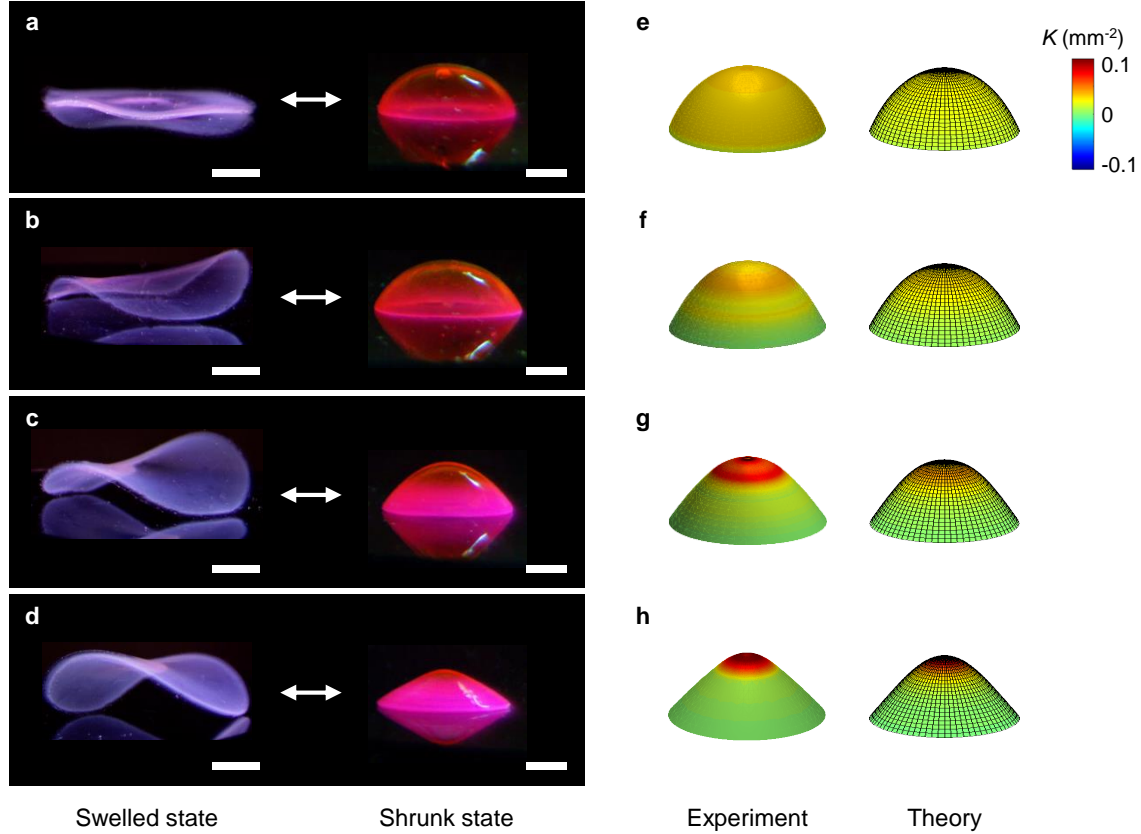 a
e
K (mm⁻²)
0.1
0
-0.1
b
f
c
g
d
h
Swelled state
Shrunk state
Experiment
Theory